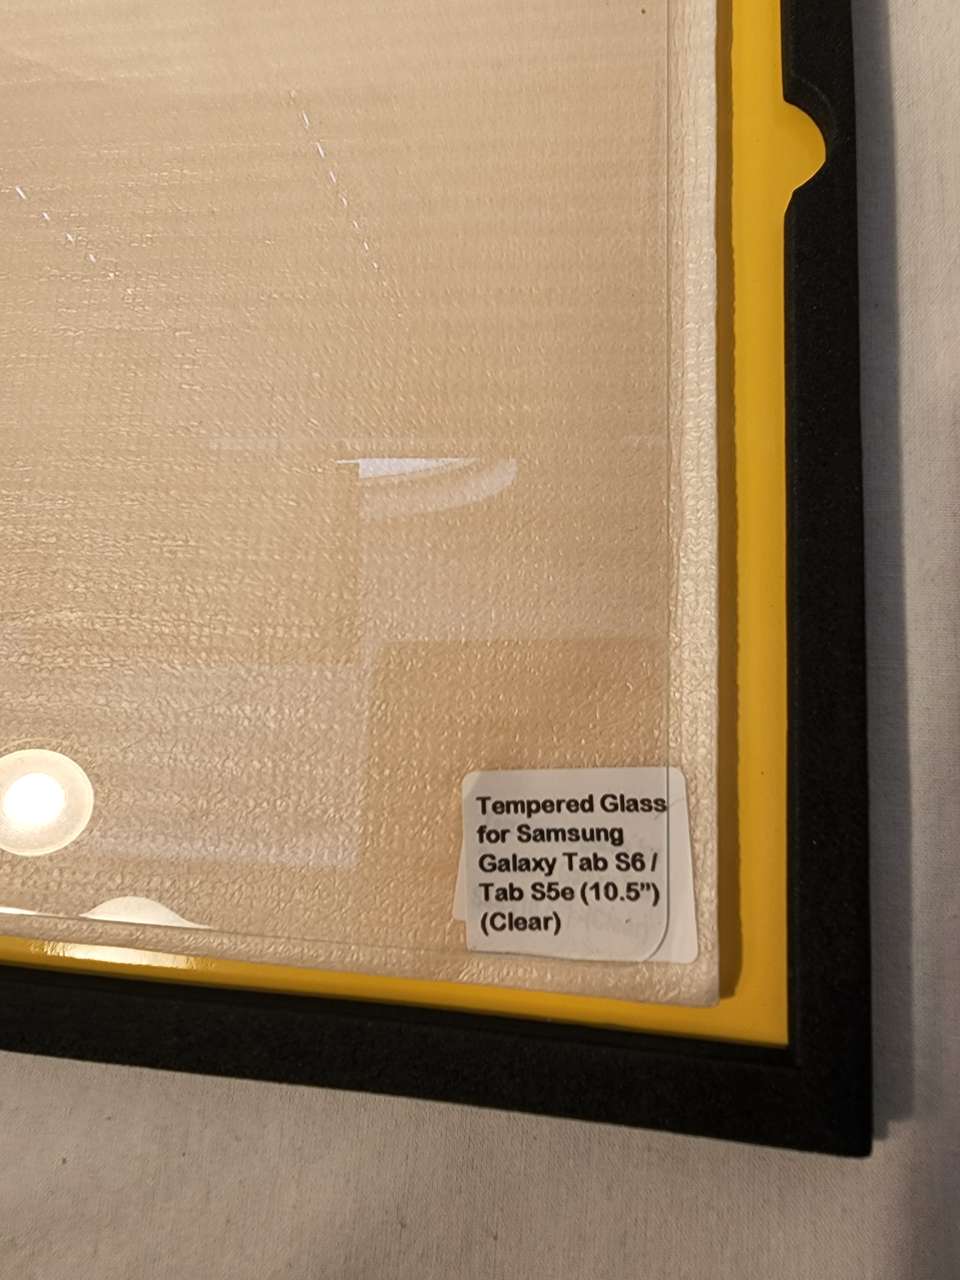 Tempered Glass
for Samsung
Galaxy Tab S6 /
Tab S5e (10.5”)
(Clear)